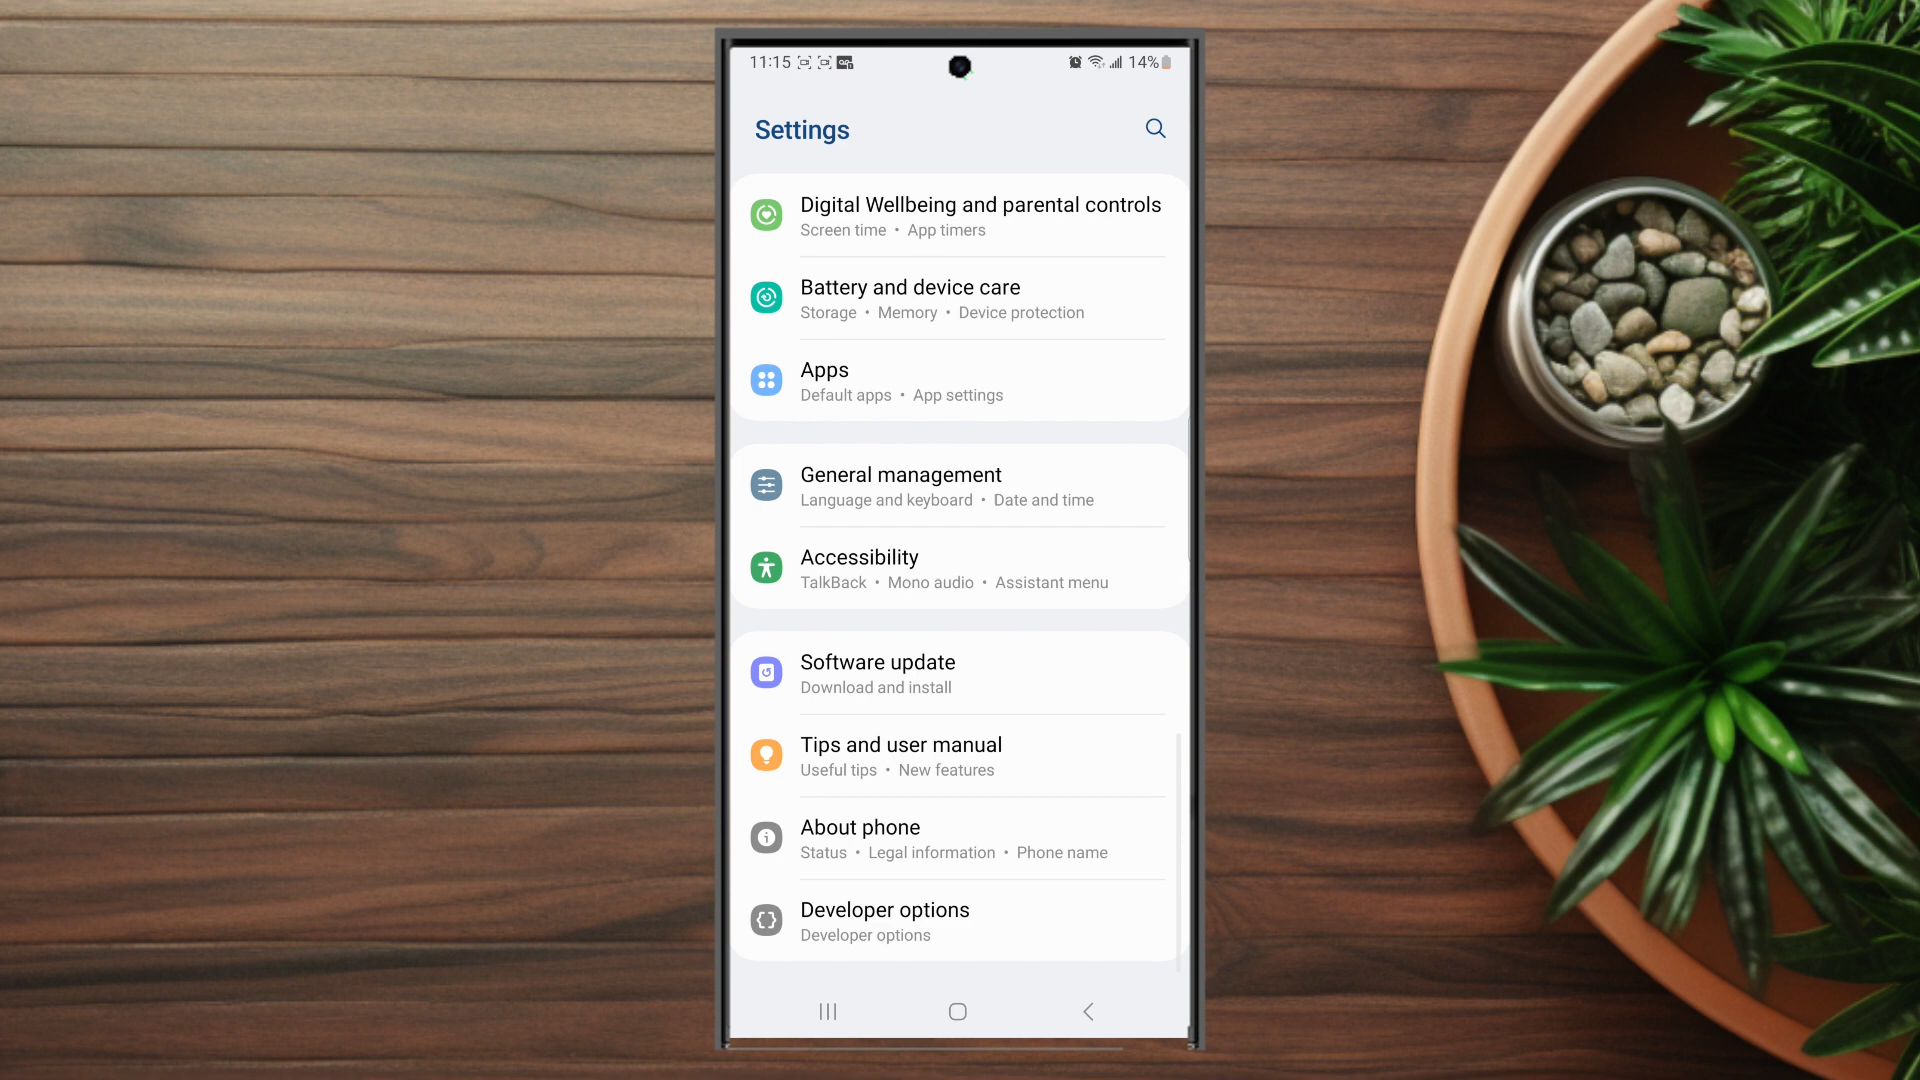 11:15 14%
Settings
Digital Wellbeing and parental controls
Screen time • App timers
Battery and device care
Storage • Memory • Device protection
Apps
Default apps • App settings
General management
Language and keyboard • Date and time
Accessibility
TalkBack • Mono audio • Assistant menu
Software update
Download and install
Tips and user manual
Useful tips • New features
About phone
Status • Legal information • Phone name
Developer options
Developer options